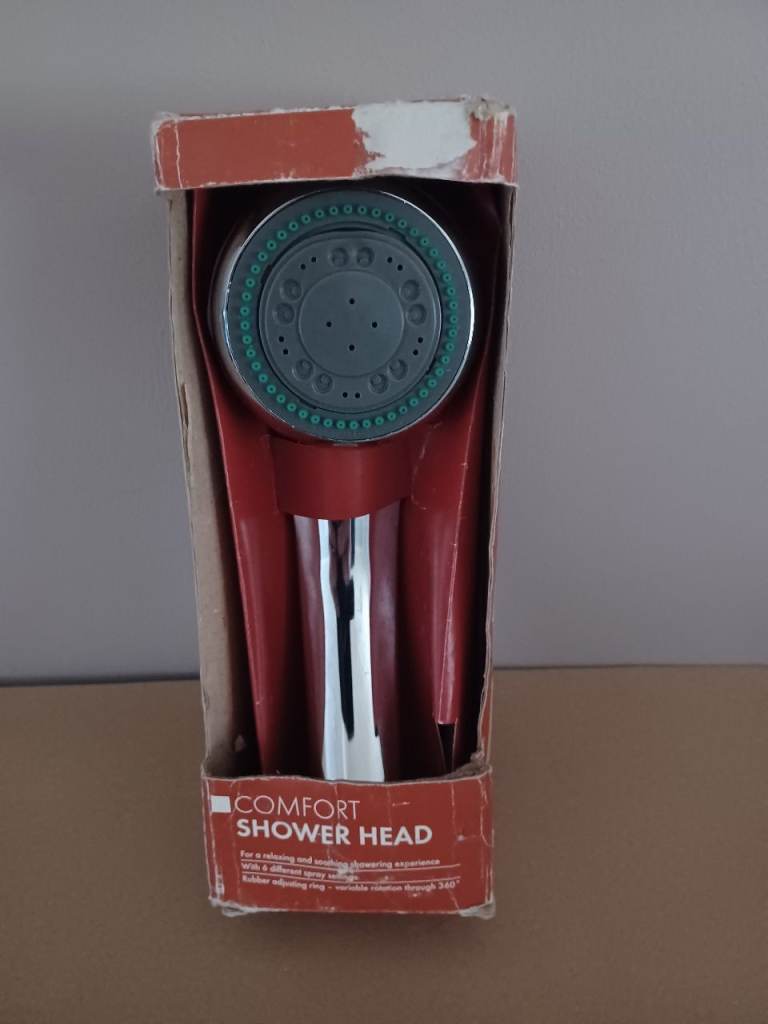 COMFORT
SHOWER HEAD
For a relaxing and soothing showering experience
With 6 different spray settings
Rubber adjusting ring – variable rotation through 360°